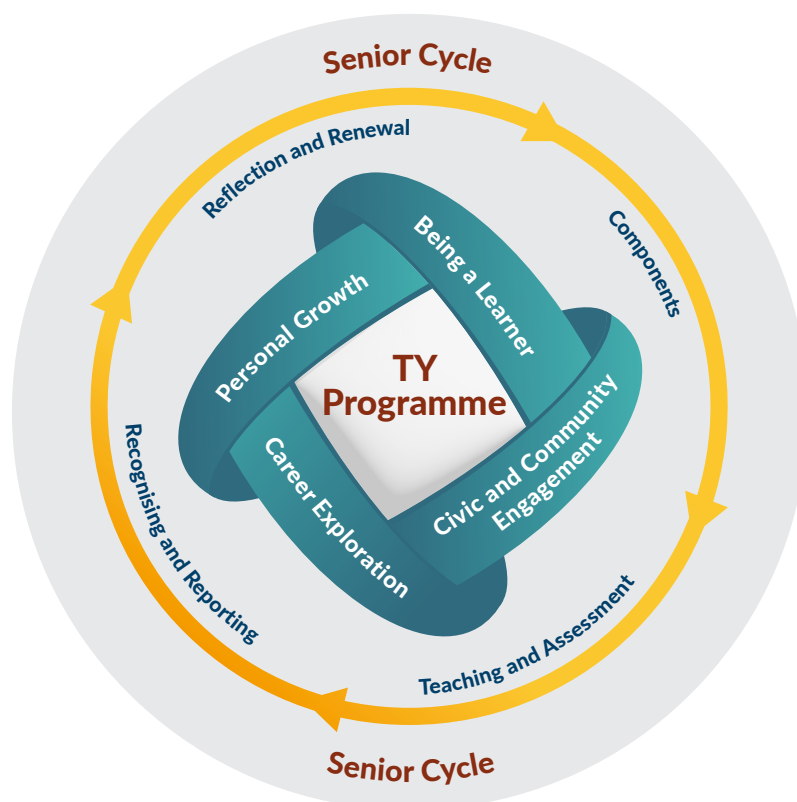 Senior Cycle
Reflection and Renewal
Components
Being a Learner
Personal Growth
TY
Programme
Civic and Community
Engagement
Career Exploration
Recognising and Reporting
Teaching and Assessment
Senior Cycle